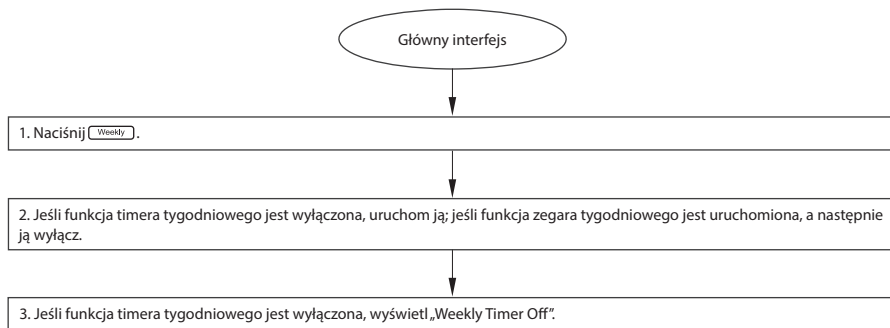 Główny interfejs
1. Naciśnij Weekly .
2. Jeśli funkcja timera tygodniowego jest wyłączona, uruchom ją; jeśli funkcja zegara tygodniowego jest uruchomiona, a następnie
ją wyłącz.
3. Jeśli funkcja timera tygodniowego jest wyłączona, wyświetl „Weekly Timer Off”.